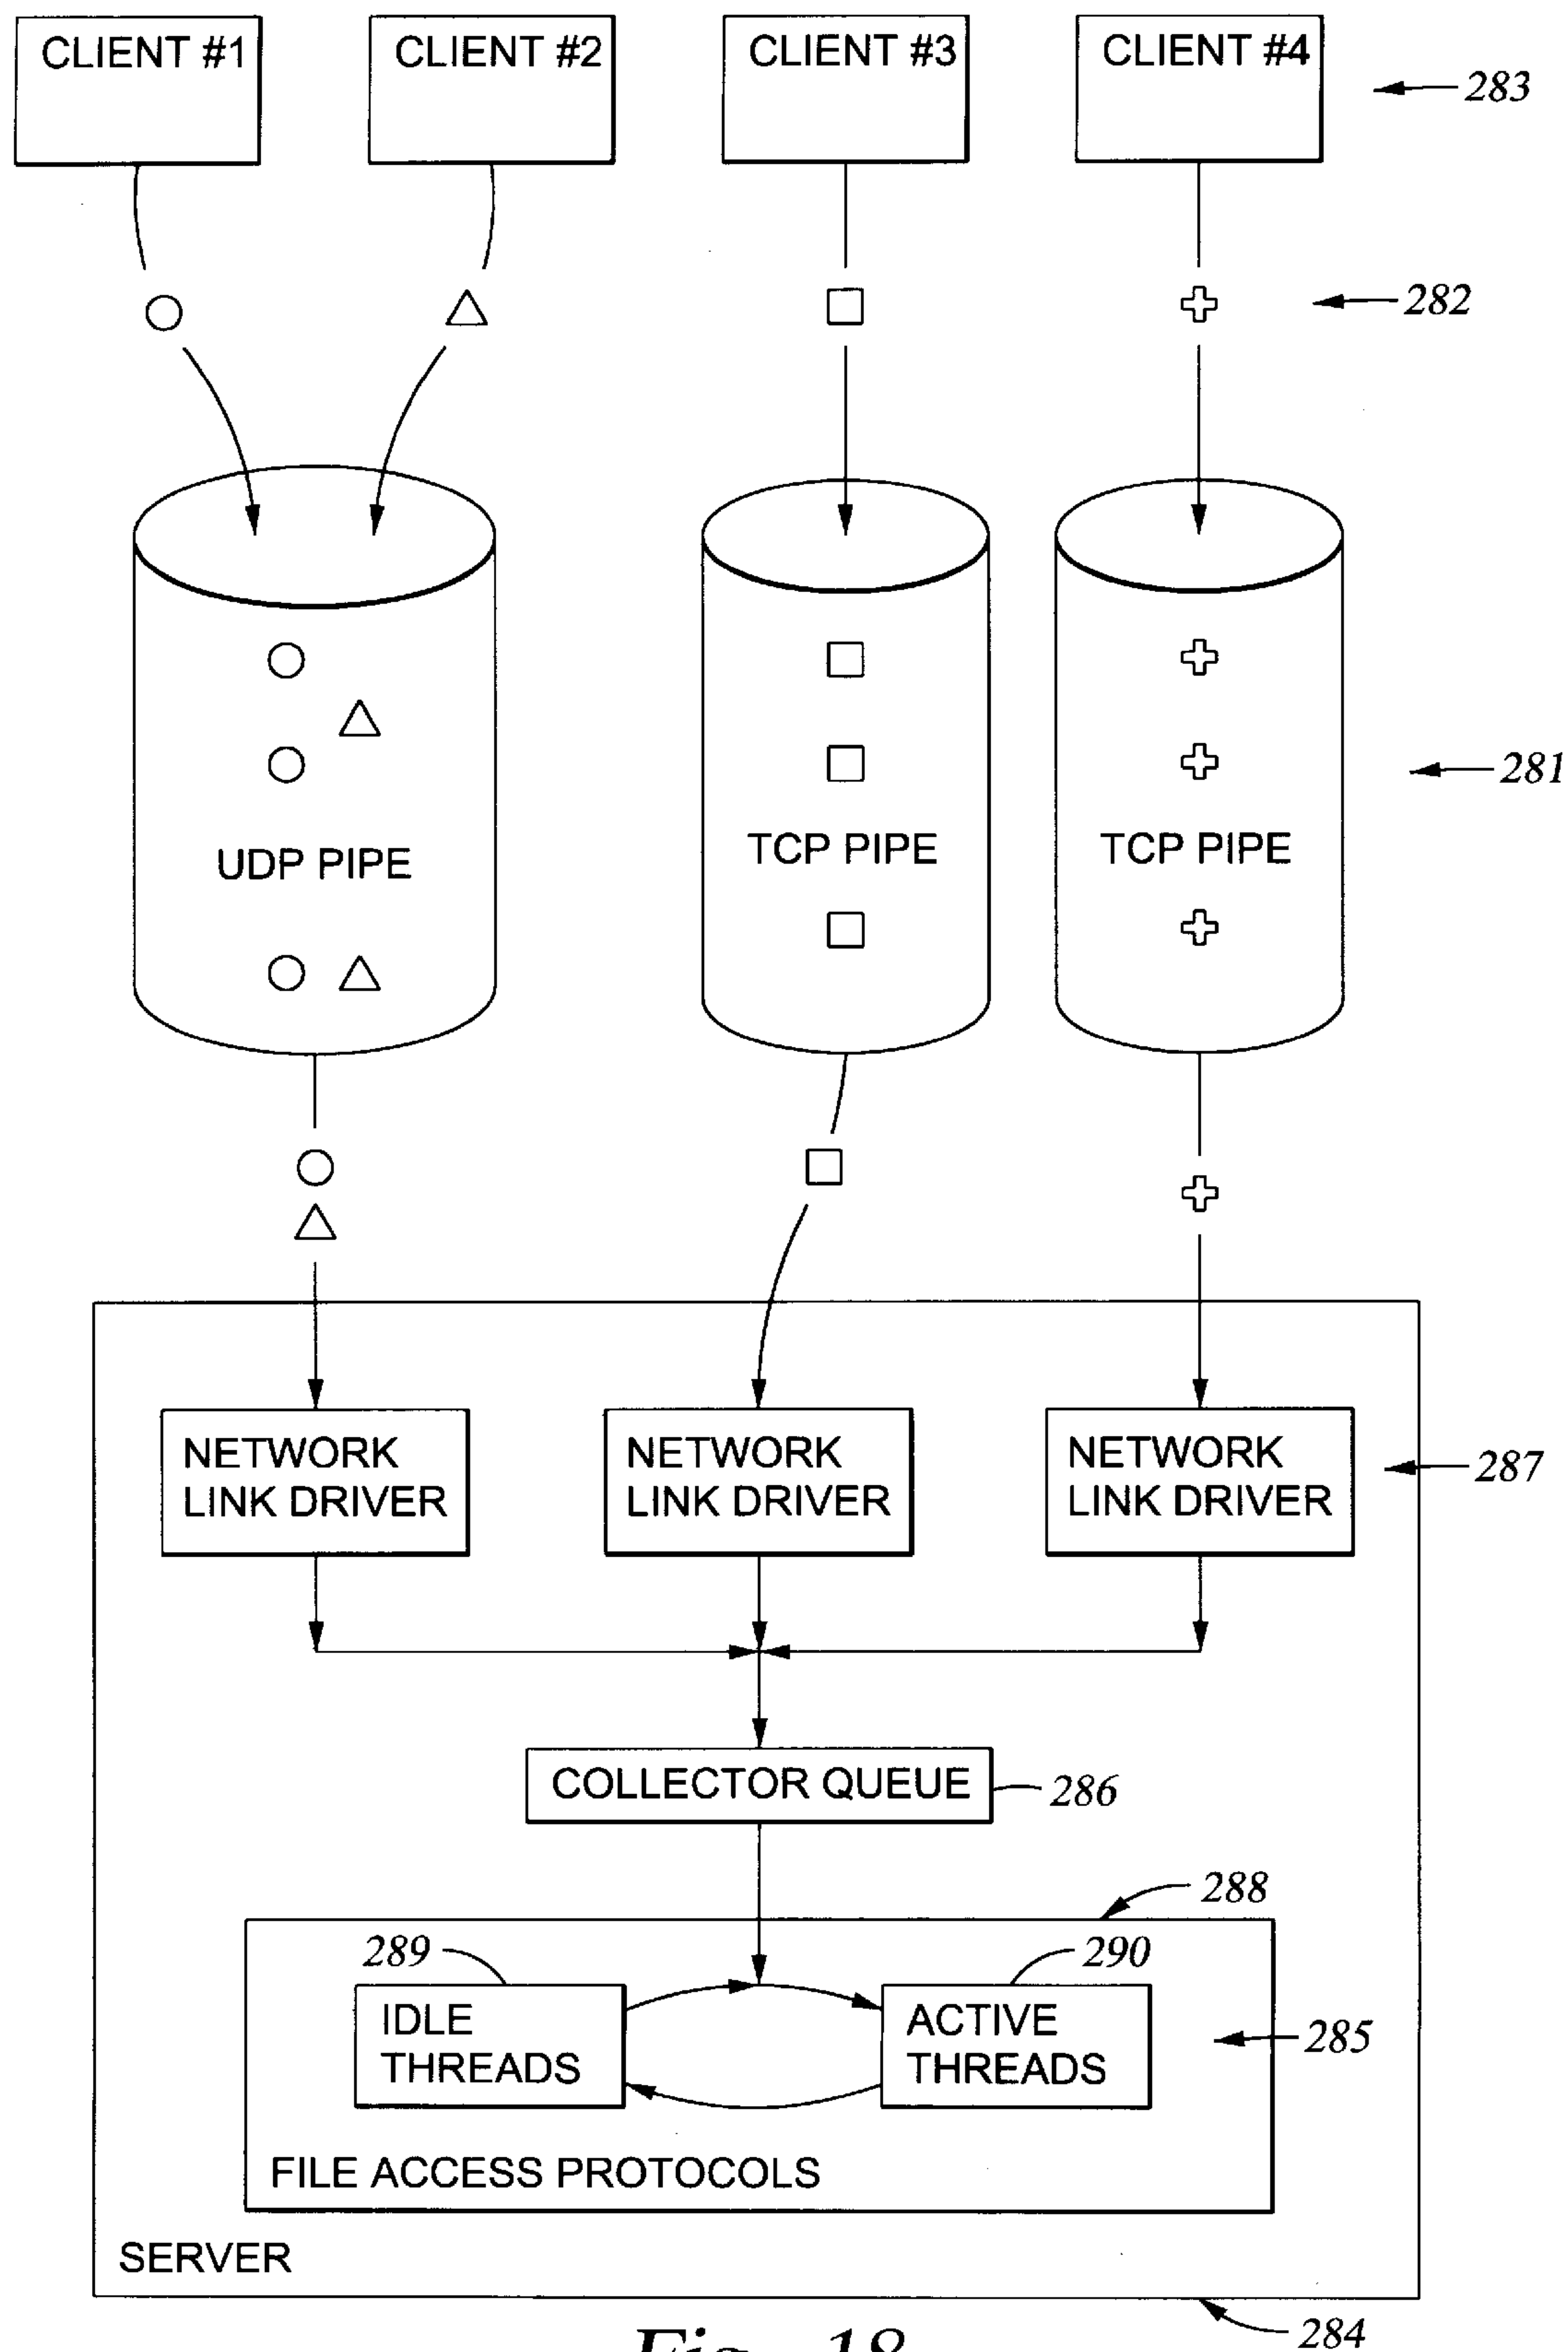 CLIENT #1
CLIENT #2
CLIENT #3
CLIENT #4
283
282
281
UDP PIPE
TCP PIPE
TCP PIPE
NETWORK
LINK DRIVER
NETWORK
LINK DRIVER
NETWORK
LINK DRIVER
287
COLLECTOR QUEUE
286
288
289
290
IDLE
THREADS
ACTIVE
THREADS
285
FILE ACCESS PROTOCOLS
SERVER
284
Fig. 18